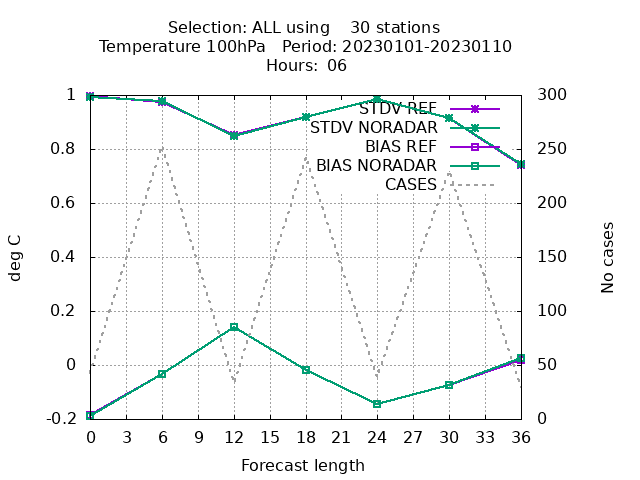 Selection: ALL using    30 stations
Temperature 100hPa   Period: 20230101-20230110
Hours:  06
1
0.8
0.6
0.4
0.2
0
-0.2
deg C
STDV REF
STDV NORADAR
BIAS REF
BIAS NORADAR
CASES
300
250
200
150
100
50
0
No cases
0 3 6 9 12 15 18 21 24 27 30 33 36
Forecast length